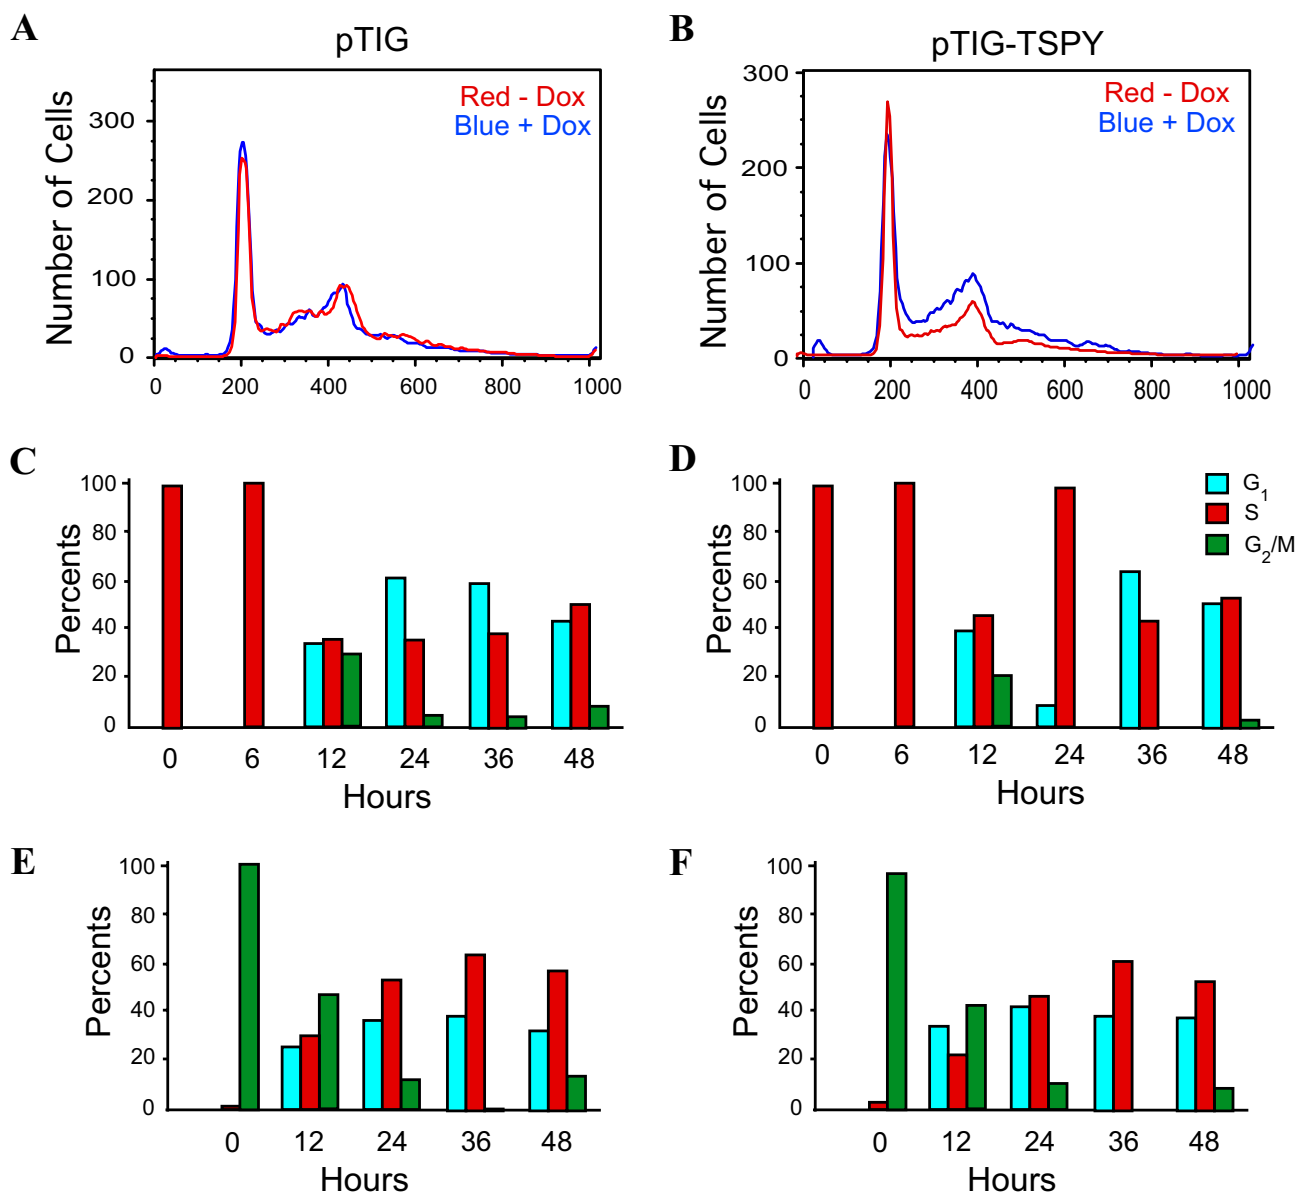 A
pTIG
Red - Dox
Blue + Dox
Number of Cells
300
200
100
0
0 200 400 600 800 1000
B
pTIG-TSPY
Red - Dox
Blue + Dox
Number of Cells
300
200
100
0
0 200 400 600 800 1000
C
Percents
100
80
60
40
20
0
0 6 12 24 36 48
Hours
D
G1
S
G2/M
Percents
100
80
60
40
20
0
0 6 12 24 36 48
Hours
E
Percents
100
80
60
40
20
0
0 12 24 36 48
Hours
F
Percents
100
80
60
40
20
0
0 12 24 36 48
Hours